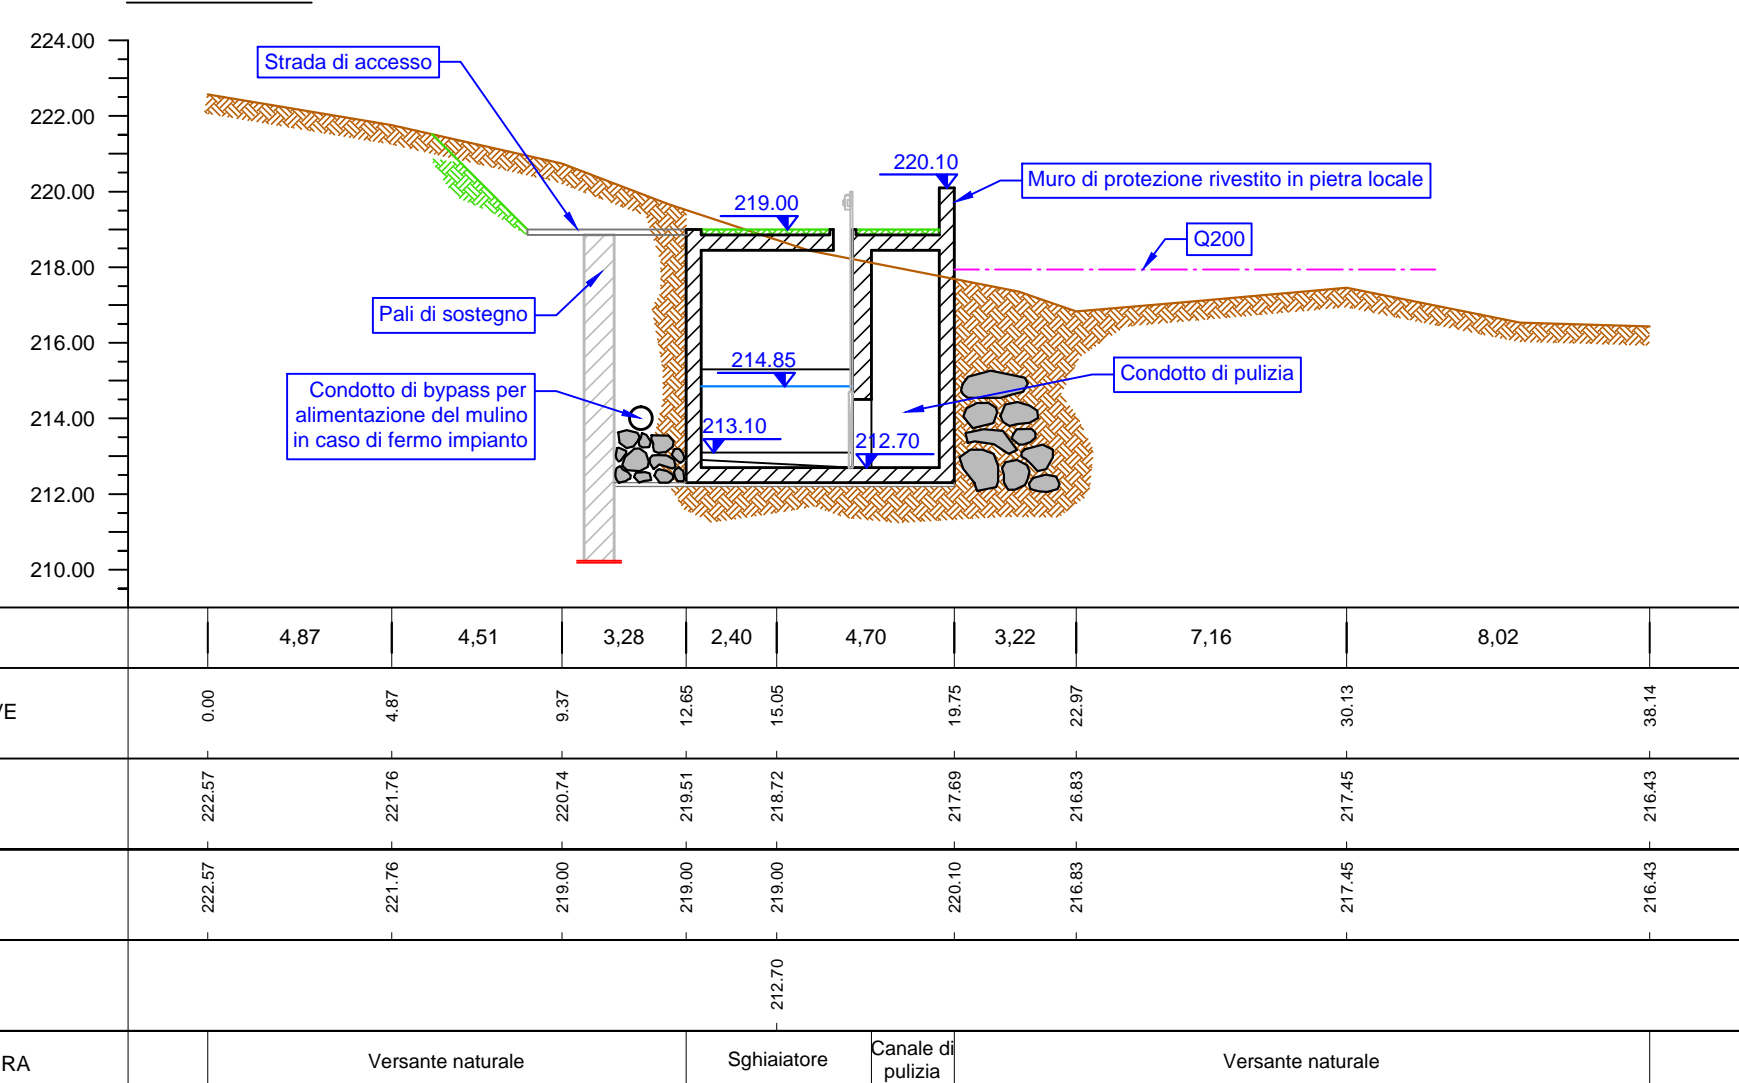 224.00
222.00
220.00
218.00
216.00
214.00
212.00
210.00
Strada di accesso
220.10
Muro di protezione rivestito in pietra locale
219.00
Q200
Pali di sostegno
214.85
Condotto di pulizia
Condotto di bypass per
alimentazione del mulino
in caso di fermo impianto
213.10
212.70
4,87 4,51 3,28 2,40 4,70 3,22 7,16 8,02
VE
0.00 4.87 9.37 12.65 15.05 19.75 22.97 30.13 38.14
222.57 221.76 220.74 219.51 218.72 217.69 216.83 217.45 216.43
222.57 221.76 219.00 219.00 219.00 220.10 216.83 217.45 216.43
212.70
RA
Versante naturale
Sghiaiatore
Canale di
pulizia
Versante naturale